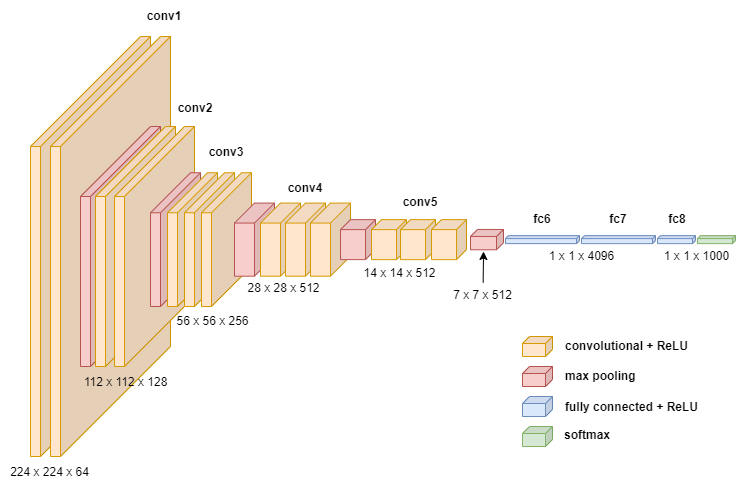 conv1
conv2
conv3
conv4
conv5
fc6
fc7
fc8
1 x 1 x 4096
1 x 1 x 1000
14 x 14 x 512
28 x 28 x 512
7 x 7 x 512
56 x 56 x 256
112 x 112 x 128
224 x 224 x 64
convolutional + ReLU
max pooling
fully connected + ReLU
softmax